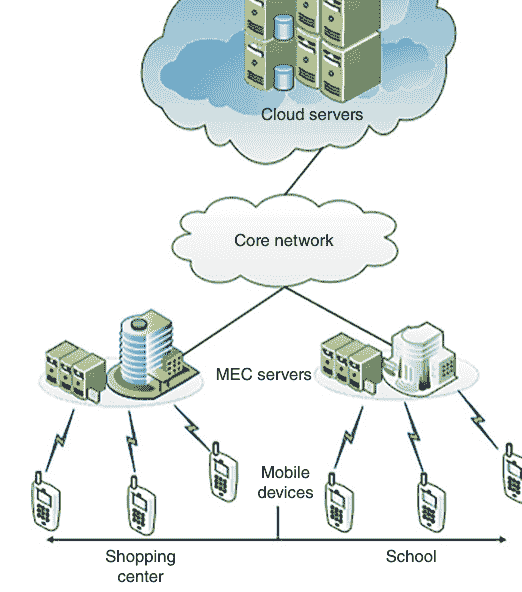 Cloud servers
Core network
MEC servers
Mobile
devices
Shopping
center
School